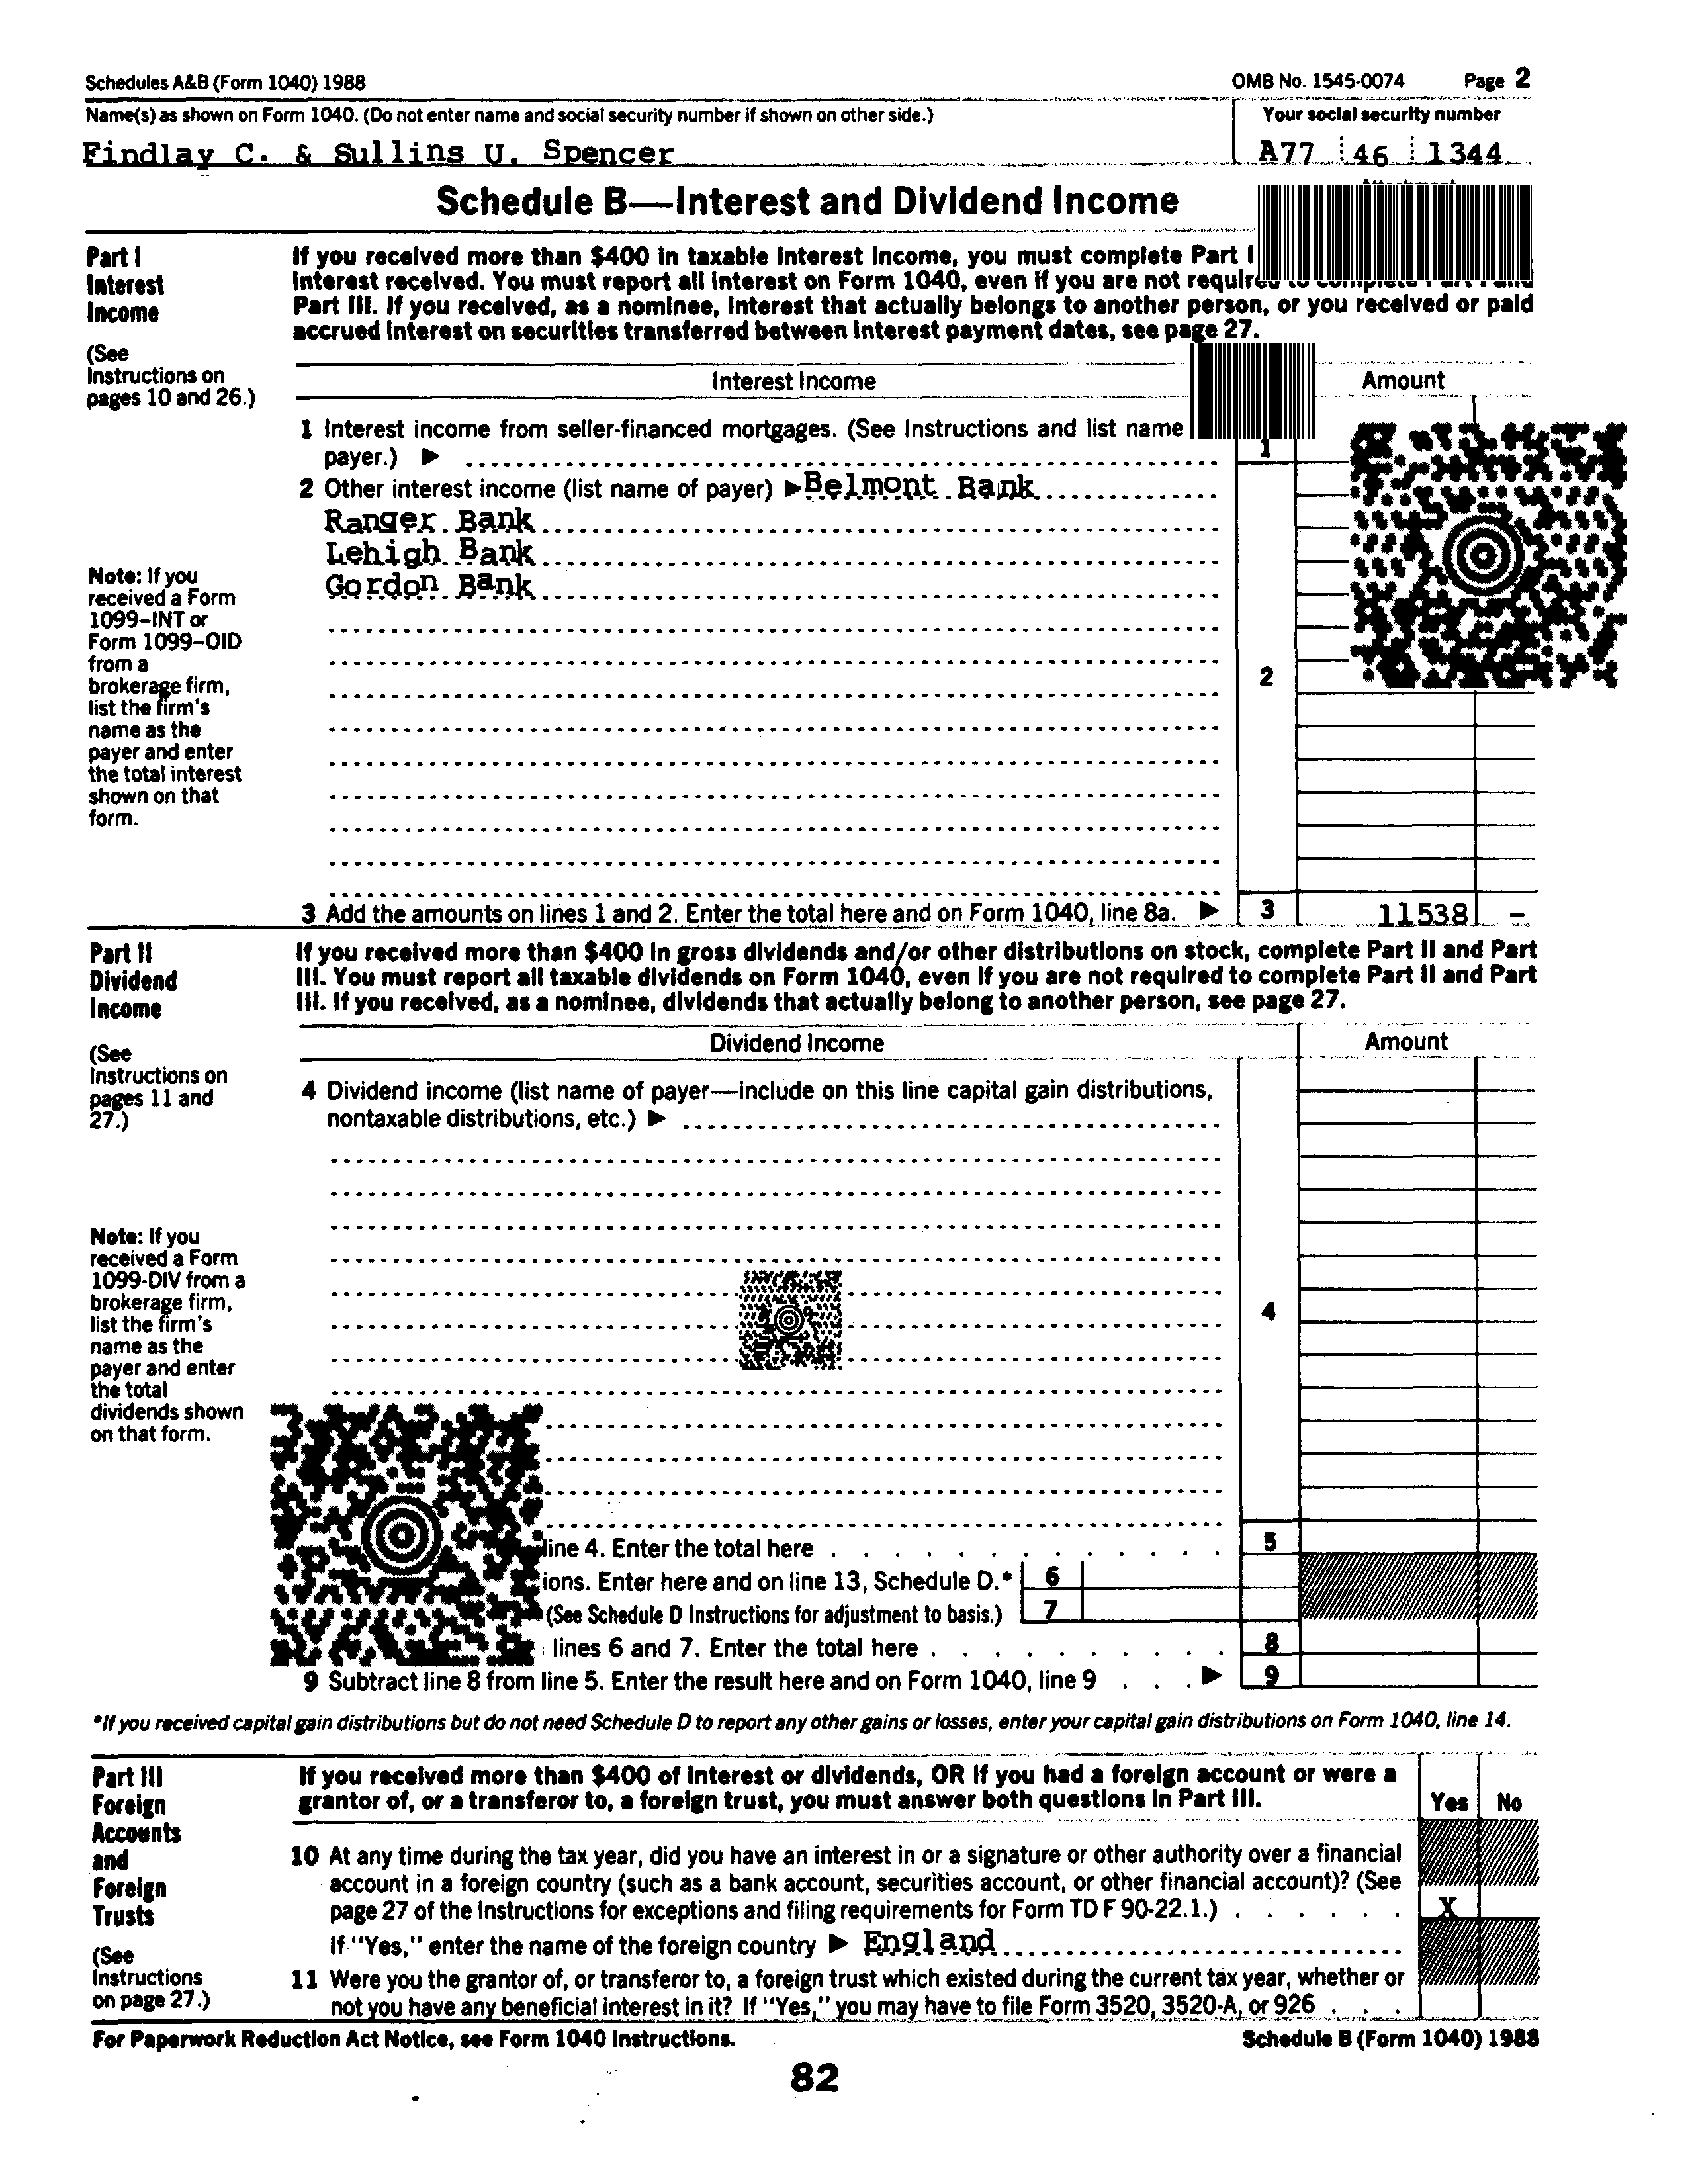 Schedules A&B (Form 1040) 1988 OMB No. 1545-0074 Page 2
Name(s) as shown on Form 1040. (Do not enter name and social security number if shown on other side.) Your social security number
Findlay C. & Sullins U. Spencer A77 46 1344
Schedule B—Interest and Dividend Income
Part I
Interest
Income
(See
Instructions on
pages 10 and 26.)
If you received more than $400 in taxable Interest Income, you must complete Part I
Interest received. You must report all interest on Form 1040, even if you are not required to complete Part I and
Part III. If you received, as a nominee, interest that actually belongs to another person, or you received or paid
accrued interest on securities transferred between interest payment dates, see page 27.
Interest Income Amount
1 Interest income from seller-financed mortgages. (See Instructions and list name
payer.) ▶ 1
2 Other interest income (list name of payer) ▶ Belmont Bank
Ranger Bank
Lehigh Bank
Gordon Bank
2
Note: If you
received a Form
1099–INT or
Form 1099–OID
from a
brokerage firm,
list the firm's
name as the
payer and enter
the total interest
shown on that
form.
3 Add the amounts on lines 1 and 2. Enter the total here and on Form 1040, line 8a. ▶ 3 11538 -
Part II
Dividend
Income
(See
Instructions on
pages 11 and
27.)
If you received more than $400 in gross dividends and/or other distributions on stock, complete Part II and Part
III. You must report all taxable dividends on Form 1040, even if you are not required to complete Part II and Part
III. If you received, as a nominee, dividends that actually belong to another person, see page 27.
Dividend Income Amount
4 Dividend income (list name of payer—include on this line capital gain distributions,
nontaxable distributions, etc.) ▶
4
Note: If you
received a Form
1099-DIV from a
brokerage firm,
list the firm's
name as the
payer and enter
the total
dividends shown
on that form.
line 4. Enter the total here 5
ions. Enter here and on line 13, Schedule D.* 6
(See Schedule D Instructions for adjustment to basis.) 7
lines 6 and 7. Enter the total here 8
9 Subtract line 8 from line 5. Enter the result here and on Form 1040, line 9 ▶ 9
*If you received capital gain distributions but do not need Schedule D to report any other gains or losses, enter your capital gain distributions on Form 1040, line 14.
Part III
Foreign
Accounts
and
Foreign
Trusts
(See
Instructions
on page 27.)
If you received more than $400 of interest or dividends, OR if you had a foreign account or were a
grantor of, or a transferor to, a foreign trust, you must answer both questions in Part III. Yes No
10 At any time during the tax year, did you have an interest in or a signature or other authority over a financial
account in a foreign country (such as a bank account, securities account, or other financial account)? (See
page 27 of the Instructions for exceptions and filing requirements for Form TD F 90-22.1.) X
If "Yes," enter the name of the foreign country ▶ England
11 Were you the grantor of, or transferor to, a foreign trust which existed during the current tax year, whether or
not you have any beneficial interest in it? If "Yes," you may have to file Form 3520, 3520-A, or 926
For Paperwork Reduction Act Notice, see Form 1040 Instructions. Schedule B (Form 1040) 1988
82